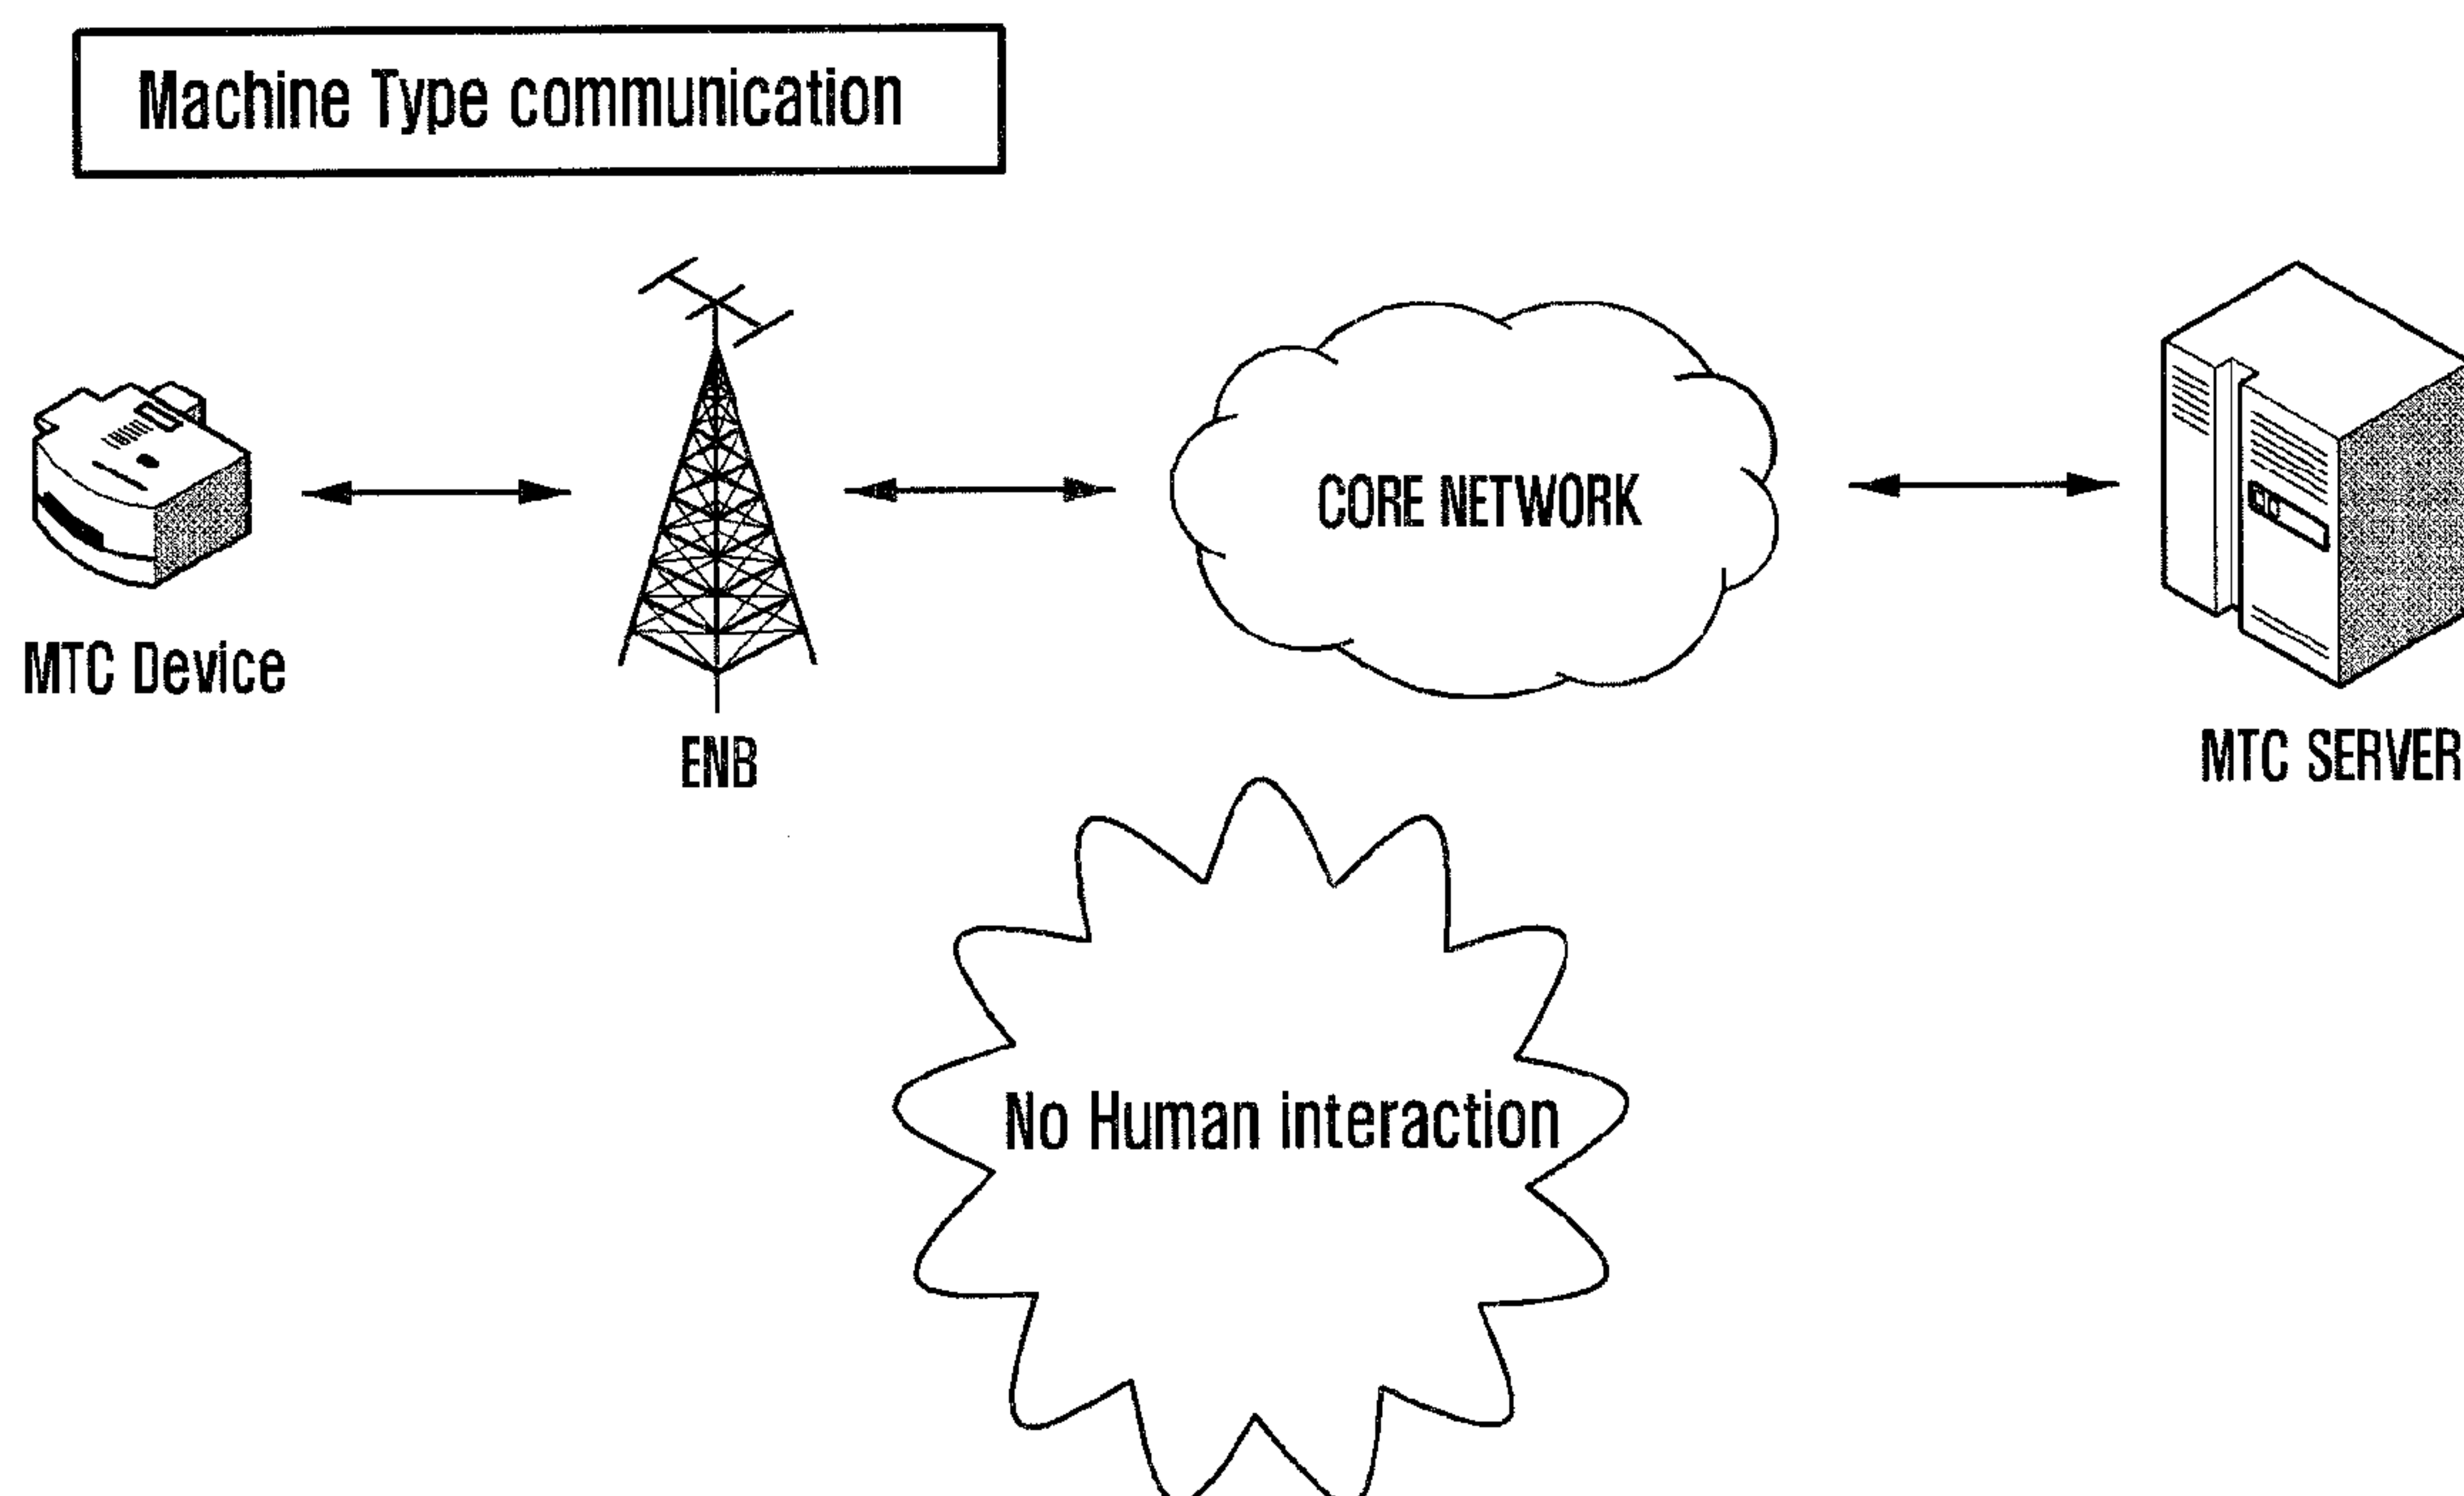 Machine Type communication
CORE NETWORK
MTC Device
ENB
MTC SERVER
No Human interaction